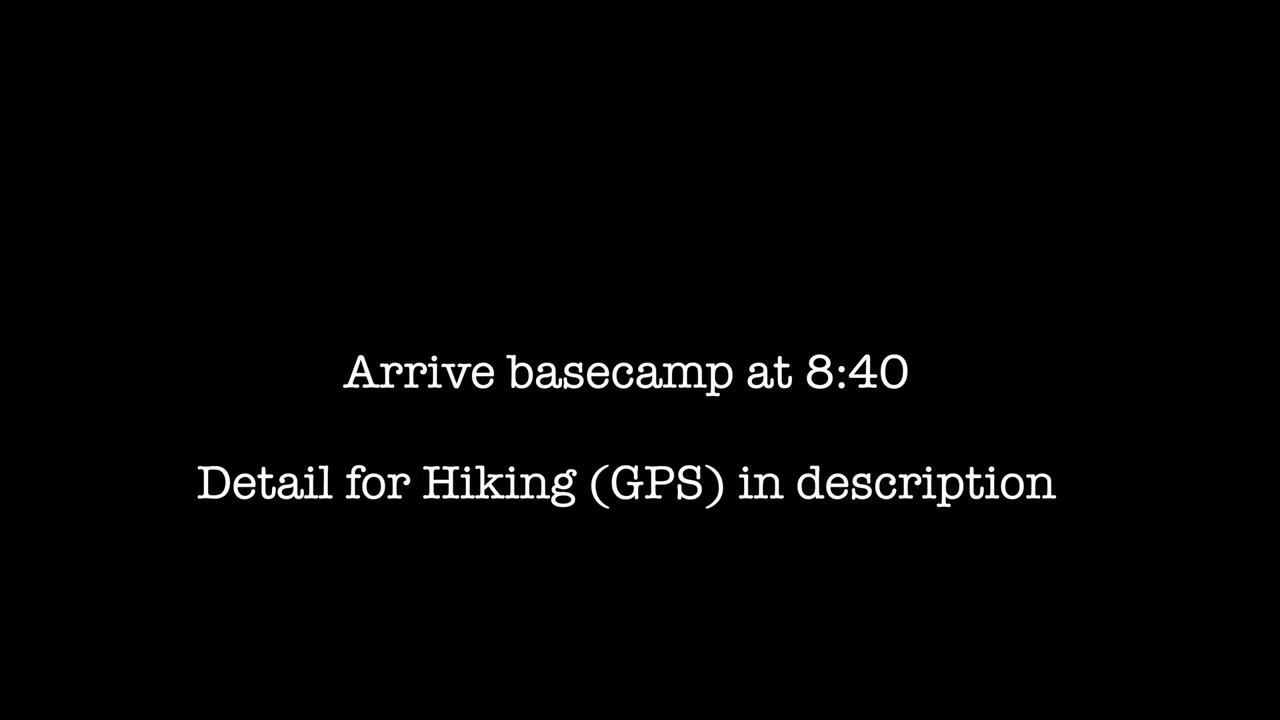 Arrive basecamp at 8:40
Detail for Hiking (GPS) in description